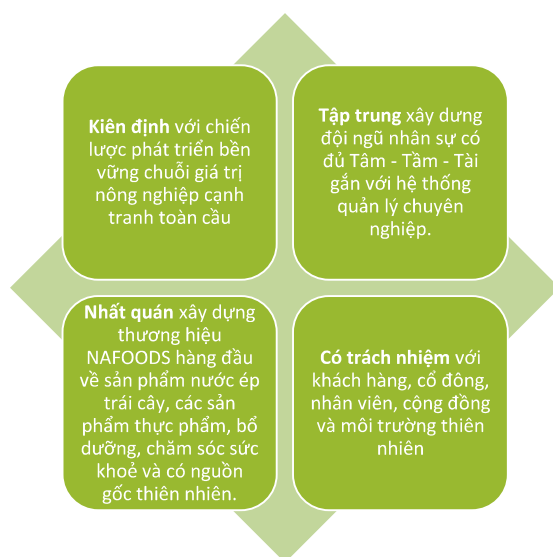 Kiên định với chiến
lược phát triển bền
vững chuỗi giá trị
nông nghiệp cạnh
tranh toàn cầu
Tập trung xây dưng
đội ngũ nhân sự có
đủ Tâm - Tầm - Tài
gắn với hệ thống
quản lý chuyên
nghiệp.
Nhất quán xây dựng
thương hiệu
NAFOODS hàng đầu
về sản phẩm nước ép
trái cây, các sản
phẩm thực phẩm, bổ
dưỡng, chăm sóc sức
khoẻ và có nguồn
gốc thiên nhiên.
Có trách nhiệm với
khách hàng, cổ đông,
nhân viên, cộng đồng
và môi trường thiên
nhiên